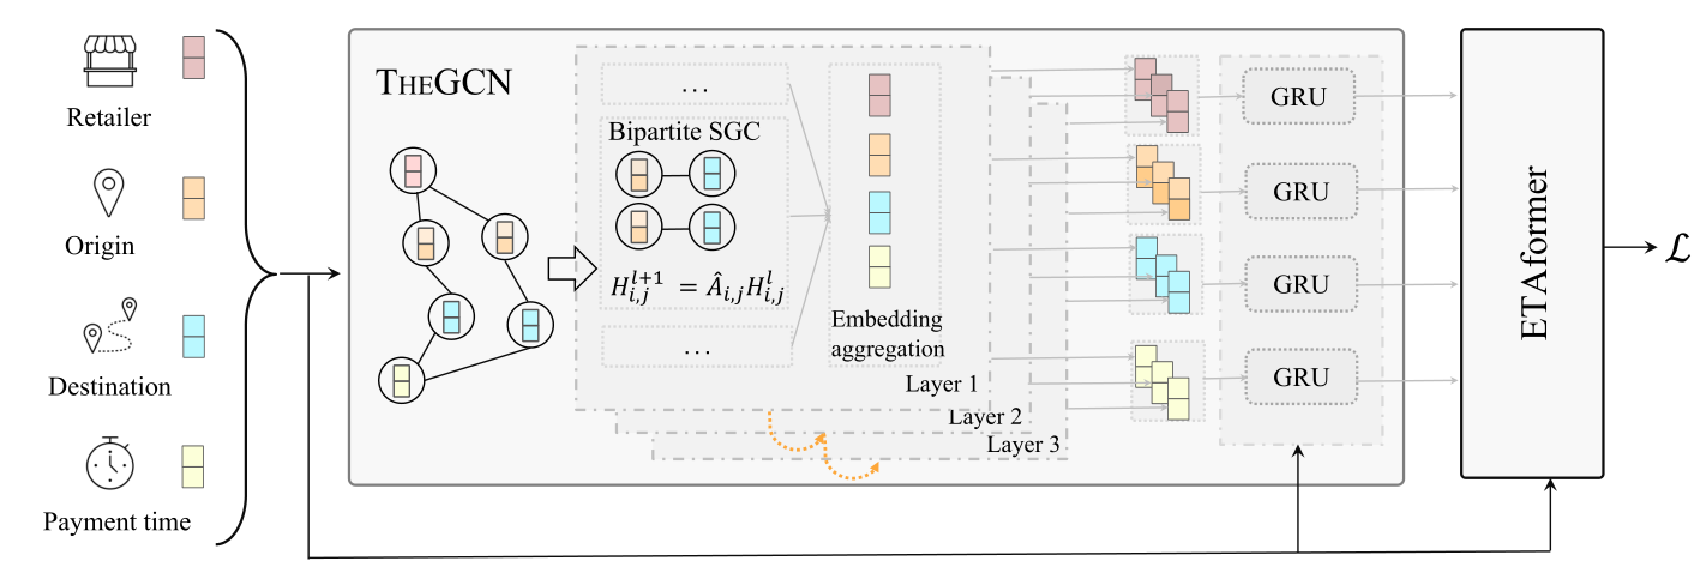 Retailer
Origin
Destination
Payment time
THEGCN
...
Bipartite SGC
$H_{i,j}^{l+1} = \hat{A}_{i,j} H_{i,j}^{l}$
...
Embedding
aggregation
Layer 1
Layer 2
Layer 3
GRU
GRU
GRU
GRU
ETAformer
$\mathcal{L}$